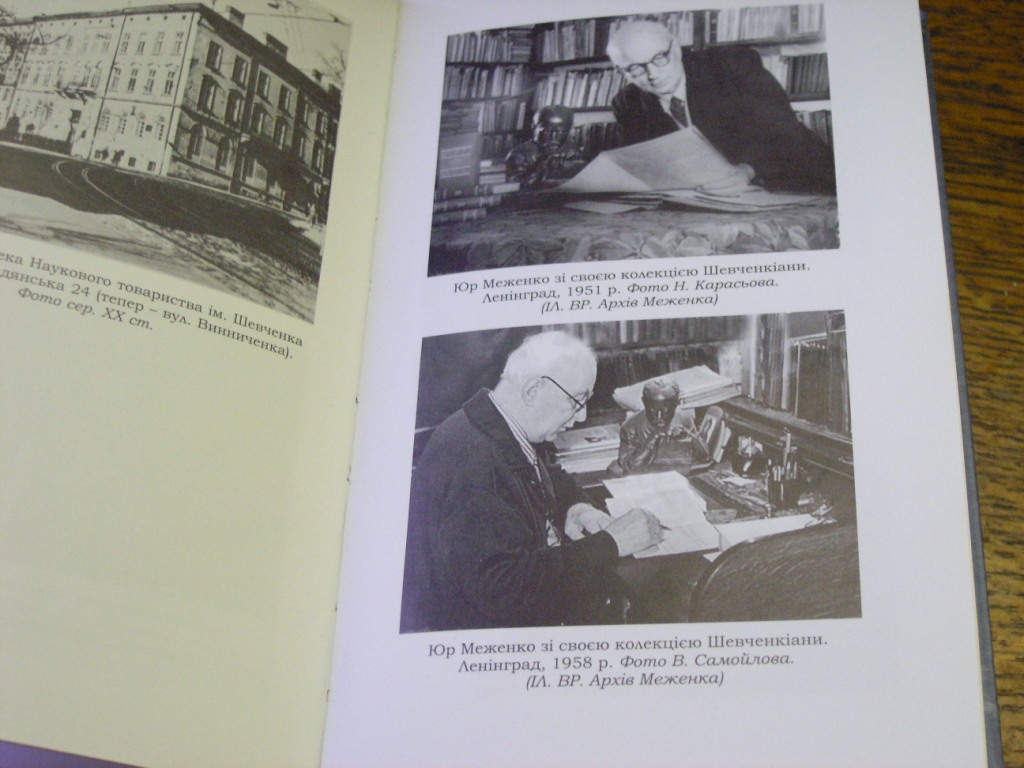 ека Наукового товариства ім. Шевченка
дянська 24 (тепер – вул. Винниченка).
Фото сер. ХХ ст.
Юр Меженко зі своєю колекцією Шевченкіани.
Ленінград, 1951 р. Фото Н. Карасьова.
(ІЛ. ВР. Архів Меженка)
Юр Меженко зі своєю колекцією Шевченкіани.
Ленінград, 1958 р. Фото В. Самойлова.
(ІЛ. ВР. Архів Меженка)